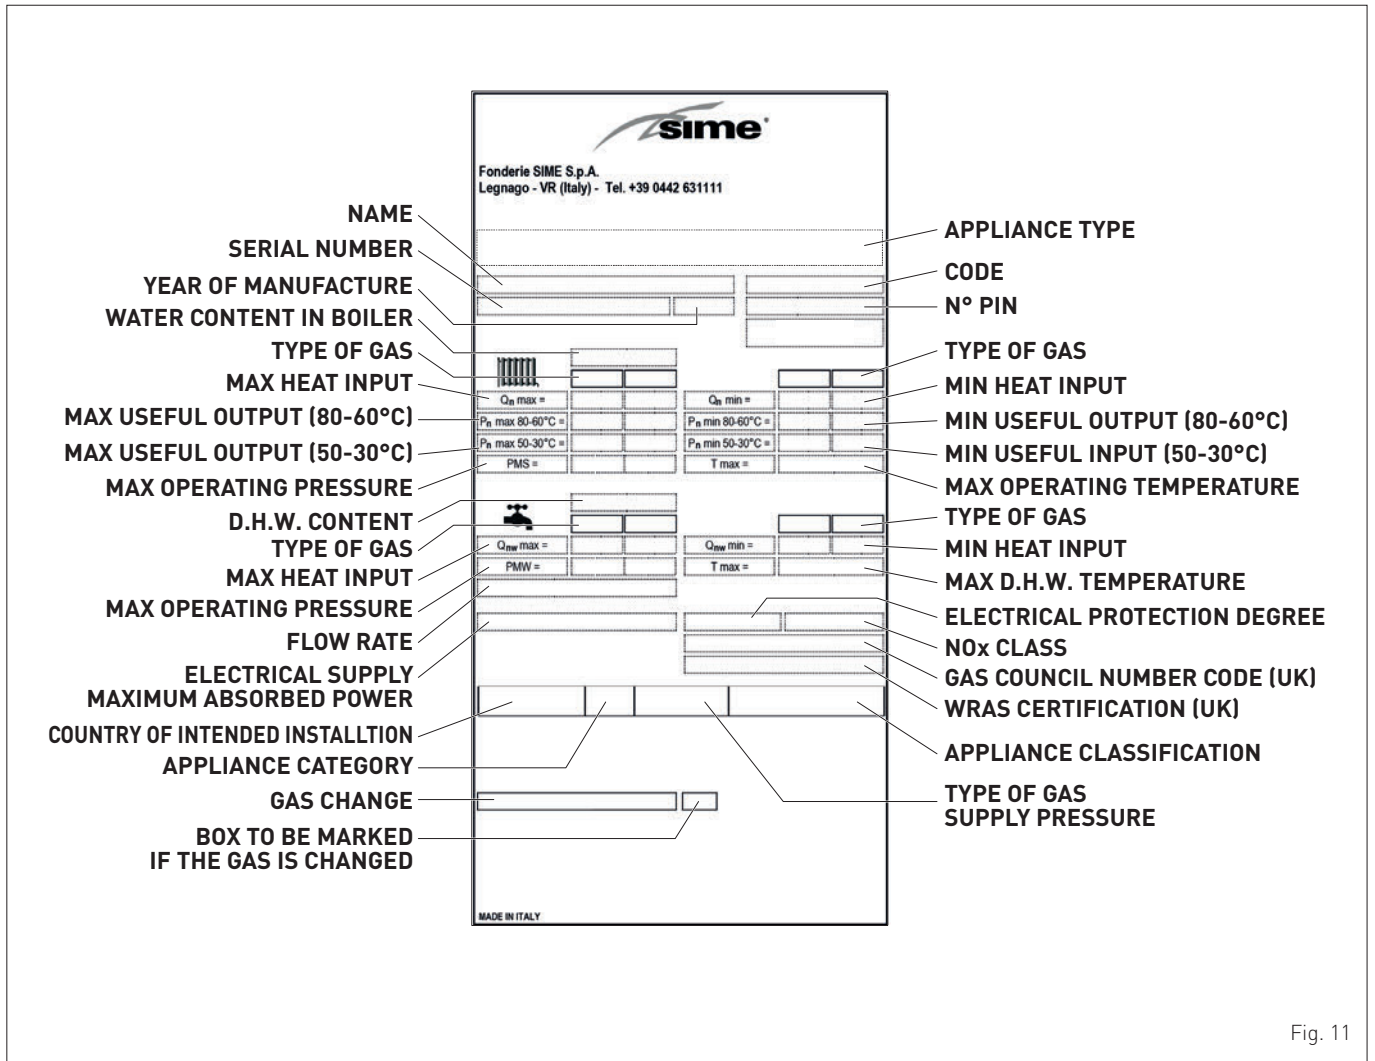 sime®
Fonderie SIME S.p.A.
Legnago - VR (Italy) - Tel. +39 0442 631111
NAME
SERIAL NUMBER
YEAR OF MANUFACTURE
WATER CONTENT IN BOILER
TYPE OF GAS
MAX HEAT INPUT
MAX USEFUL OUTPUT (80-60°C)
MAX USEFUL OUTPUT (50-30°C)
MAX OPERATING PRESSURE
D.H.W. CONTENT
TYPE OF GAS
MAX HEAT INPUT
MAX OPERATING PRESSURE
FLOW RATE
ELECTRICAL SUPPLY
MAXIMUM ABSORBED POWER
COUNTRY OF INTENDED INSTALLTION
APPLIANCE CATEGORY
GAS CHANGE
BOX TO BE MARKED
IF THE GAS IS CHANGED
Qn max =
Pn max 80-60°C =
Pn max 50-30°C =
PMS =
Qn min =
Pn min 80-60°C =
Pn min 50-30°C =
T max =
Qnw max =
PMW =
Qnw min =
T max =
MADE IN ITALY
APPLIANCE TYPE
CODE
N° PIN
TYPE OF GAS
MIN HEAT INPUT
MIN USEFUL OUTPUT (80-60°C)
MIN USEFUL INPUT (50-30°C)
MAX OPERATING TEMPERATURE
TYPE OF GAS
MIN HEAT INPUT
MAX D.H.W. TEMPERATURE
ELECTRICAL PROTECTION DEGREE
NOx CLASS
GAS COUNCIL NUMBER CODE (UK)
WRAS CERTIFICATION (UK)
APPLIANCE CLASSIFICATION
TYPE OF GAS
SUPPLY PRESSURE
Fig. 11